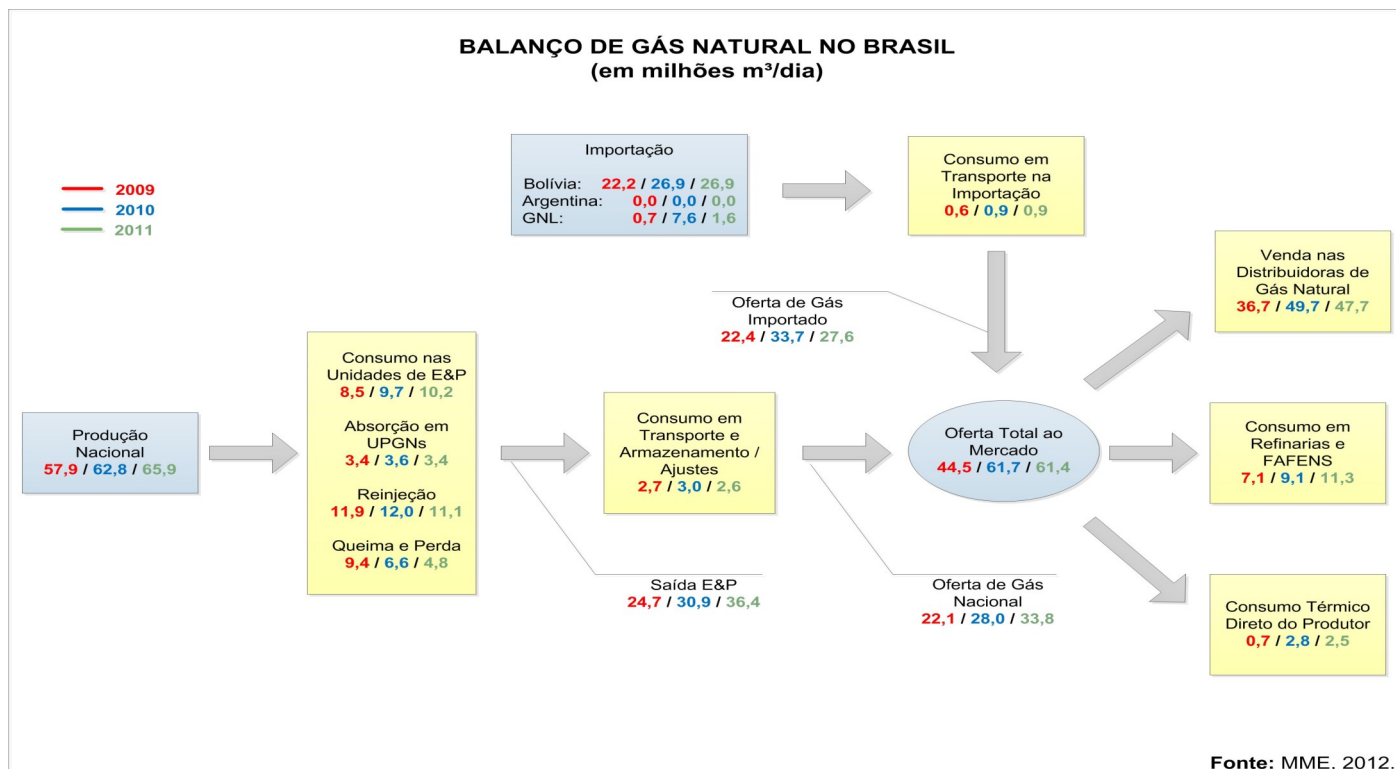 BALANÇO DE GÁS NATURAL NO BRASIL
(em milhões m³/dia)
2009
2010
2011
Importação
Bolívia: 22,2 / 26,9 / 26,9
Argentina: 0,0 / 0,0 / 0,0
GNL: 0,7 / 7,6 / 1,6
Consumo em
Transporte na
Importação
0,6 / 0,9 / 0,9
Venda nas
Distribuidoras de
Gás Natural
36,7 / 49,7 / 47,7
Oferta de Gás
Importado
22,4 / 33,7 / 27,6
Produção
Nacional
57,9 / 62,8 / 65,9
Consumo nas
Unidades de E&P
8,5 / 9,7 / 10,2
Absorção em
UPGNs
3,4 / 3,6 / 3,4
Reinjeção
11,9 / 12,0 / 11,1
Queima e Perda
9,4 / 6,6 / 4,8
Consumo em
Transporte e
Armazenamento /
Ajustes
2,7 / 3,0 / 2,6
Oferta Total ao
Mercado
44,5 / 61,7 / 61,4
Consumo em
Refinarias e
FAFENS
7,1 / 9,1 / 11,3
Saída E&P
24,7 / 30,9 / 36,4
Oferta de Gás
Nacional
22,1 / 28,0 / 33,8
Consumo Térmico
Direto do Produtor
0,7 / 2,8 / 2,5
Fonte: MME. 2012.